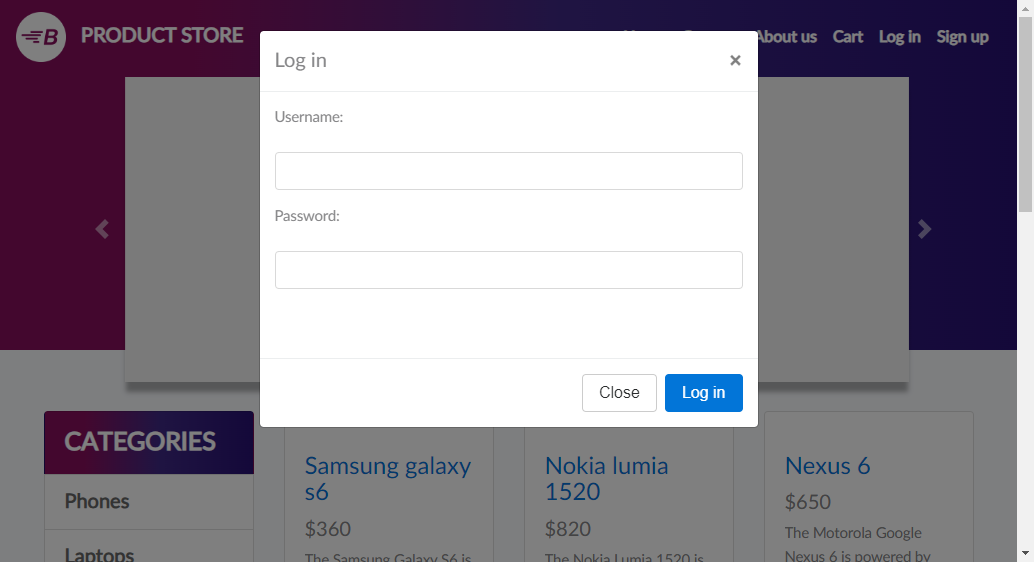 B PRODUCT STORE
About us Cart Log in Sign up
Log in ×
Username:
Password:
Close Log in
CATEGORIES
Phones
Laptops
Samsung galaxy
s6
$360
The Samsung Galaxy S6 is
Nokia lumia
1520
$820
The Nokia Lumia 1520 is
Nexus 6
$650
The Motorola Google
Nexus 6 is powered by